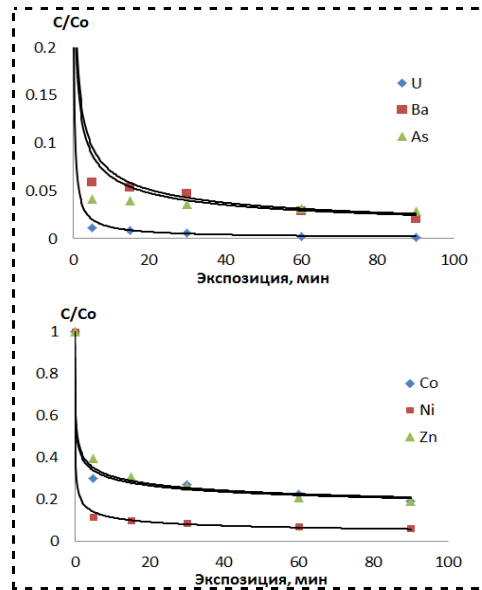 C/Co
0.2
0.15
0.1
0.05
0
0 20 40 60 80 100
Экспозиция, мин
U
Ba
As
C/Co
1
0.8
0.6
0.4
0.2
0
0 20 40 60 80 100
Экспозиция, мин
Co
Ni
Zn